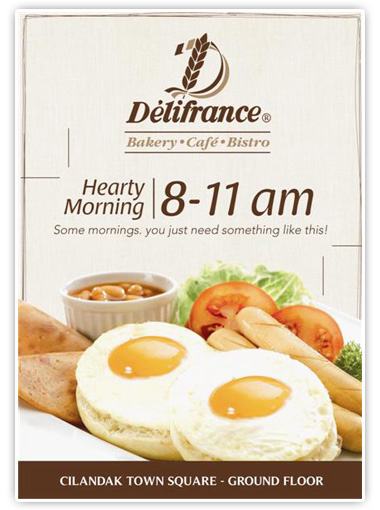 Délifrance®
Bakery • Café • Bistro
Hearty
Morning
8-11 am
Some mornings. you just need something like this!
CILANDAK TOWN SQUARE - GROUND FLOOR